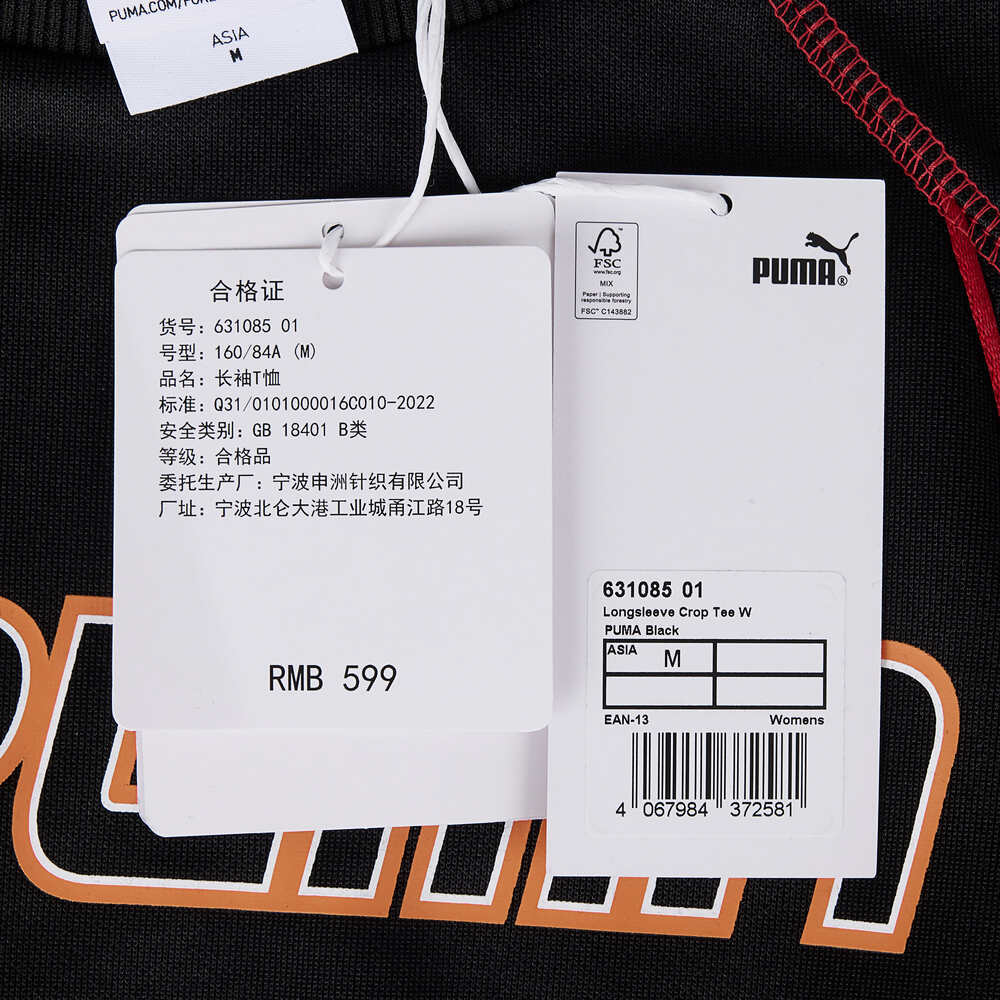 PUMA.COM/
ASIA
M
合格证
货号：631085 01
号型：160/84A (M)
品名：长袖T恤
标准：Q31/0101000016C010-2022
安全类别：GB 18401 B类
等级：合格品
委托生产厂：宁波申洲针织有限公司
厂址：宁波北仑大港工业城甬江路18号
RMB 599
FSC
www.fsc.org
MIX
Paper | Supporting
responsible forestry
FSC™ C143882
PUMA®
631085 01
Longsleeve Crop Tee W
PUMA Black
ASIA M
EAN-13 Womens
4 067984 372581